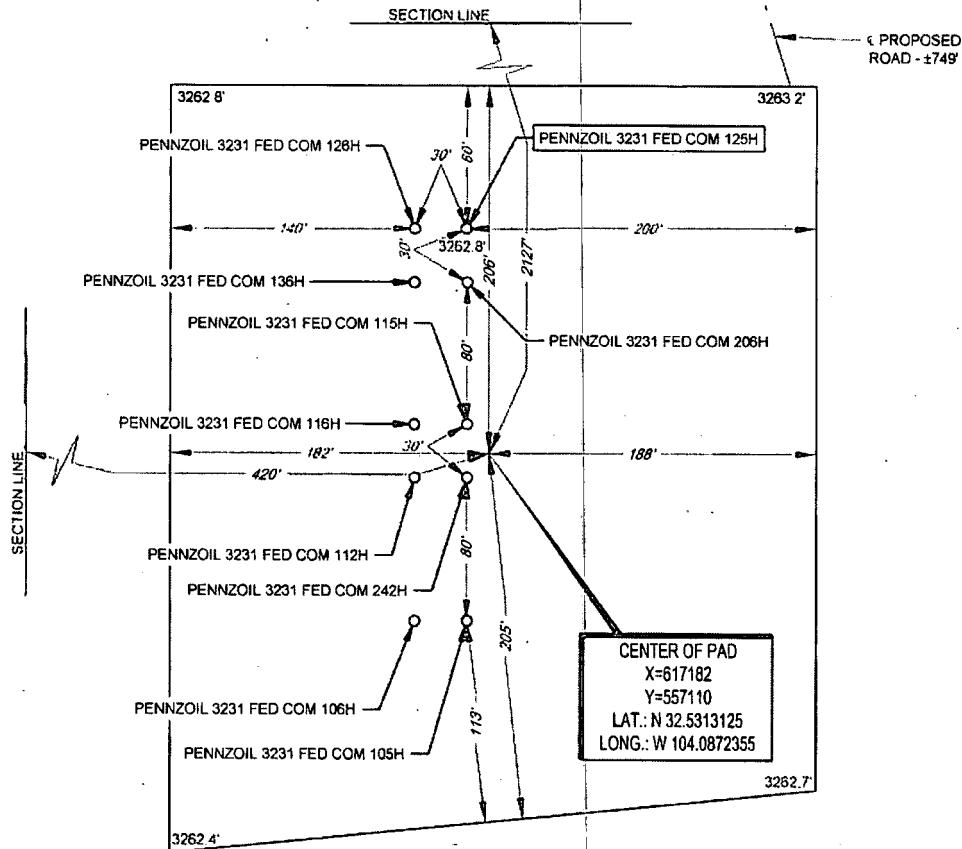 SECTION LINE
℄ PROPOSED
ROAD - ±749'
3262 8'
3263 2'
PENNZOIL 3231 FED COM 126H
30'
60'
PENNZOIL 3231 FED COM 125H
140'
200'
30'
3262.8'
206'
2127'
PENNZOIL 3231 FED COM 136H
PENNZOIL 3231 FED COM 115H
80'
PENNZOIL 3231 FED COM 206H
PENNZOIL 3231 FED COM 116H
30'
182'
188'
420'
SECTION LINE
PENNZOIL 3231 FED COM 112H
80'
PENNZOIL 3231 FED COM 242H
205'
CENTER OF PAD
X=617182
Y=557110
LAT.: N 32.5313125
LONG.: W 104.0872355
PENNZOIL 3231 FED COM 106H
113'
PENNZOIL 3231 FED COM 105H
3262.7'
3262.4'